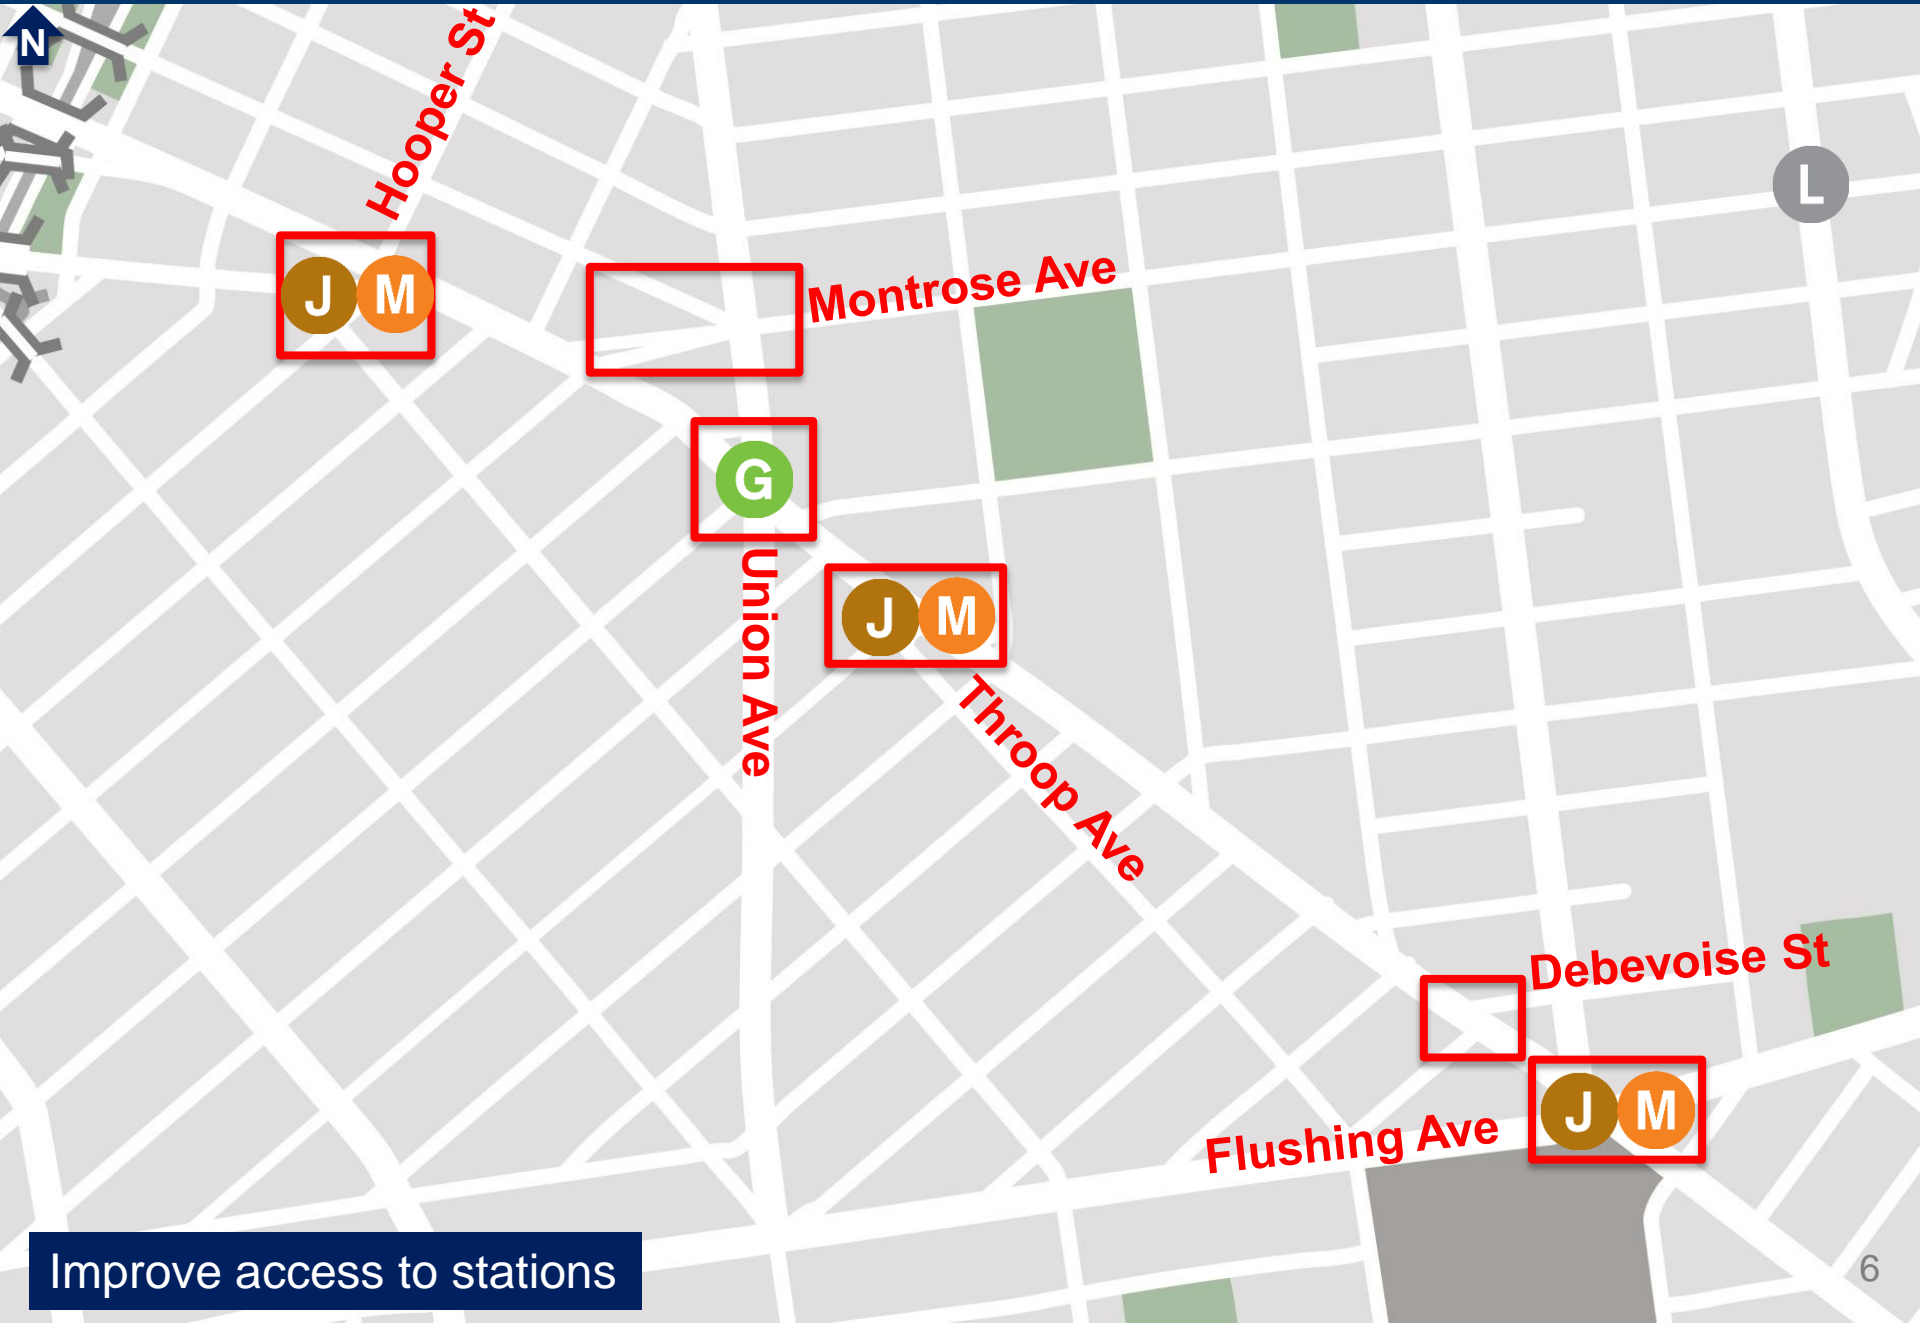 N
Hooper St
L
J M
Montrose Ave
G
Union Ave
J M
Throop Ave
Debevoise St
J M
Flushing Ave
Improve access to stations
6